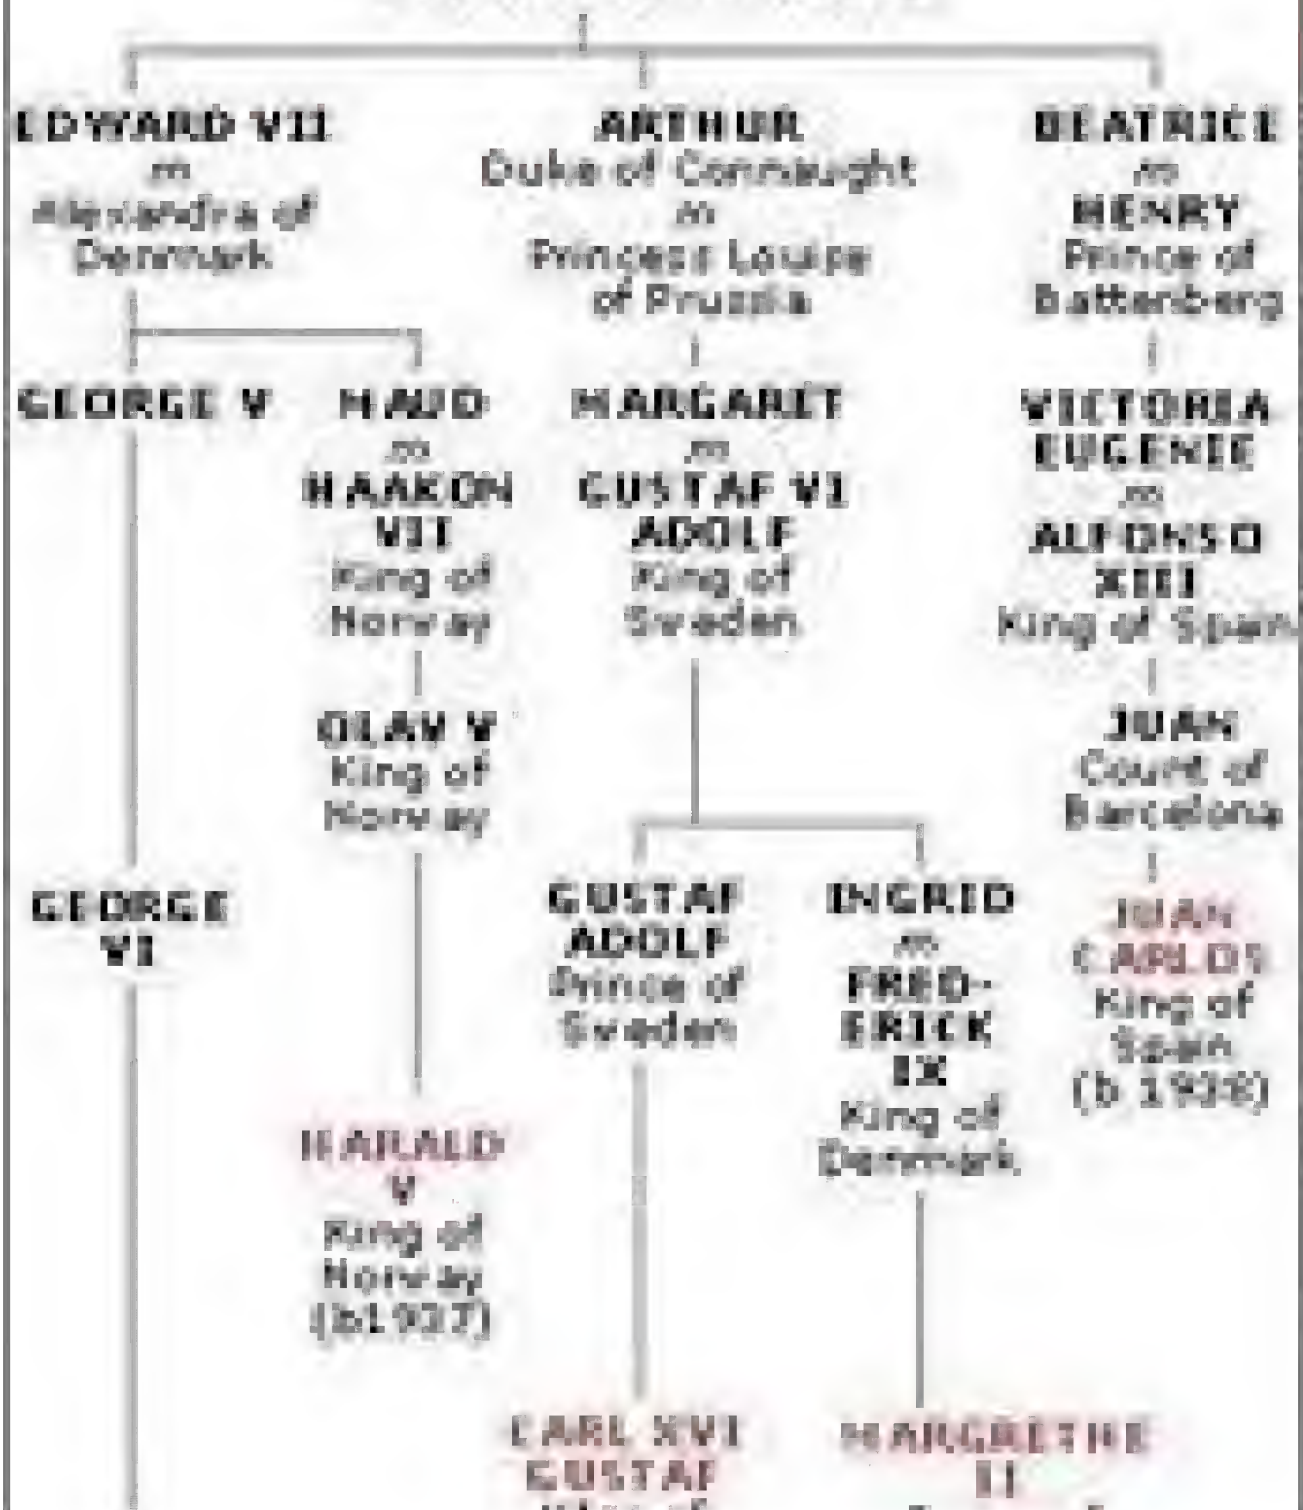 EDWARD VII
m
Alexandra of
Denmark
ARTHUR
Duke of Connaught
m
Princess Louise
of Prussia
BEATRICE
m
HENRY
Prince of
Battenberg
GEORGE V
MAUD
m
HAAKON
VII
King of
Norway
MARGARET
m
GUSTAF VI
ADOLF
King of
Sweden
VICTORIA
EUGENIE
m
ALFONSO
XIII
King of Spain
OLAV V
King of
Norway
JUAN
Count of
Barcelona
GEORGE
VI
GUSTAF
ADOLF
Prince of
Sweden
INGRID
m
FRED-
ERICK
IX
King of
Denmark
JUAN
CARLOS
King of
Spain
(b 1938)
HARALD
V
King of
Norway
(b1937)
CARL XVI
GUSTAF
MARGRETHE
II